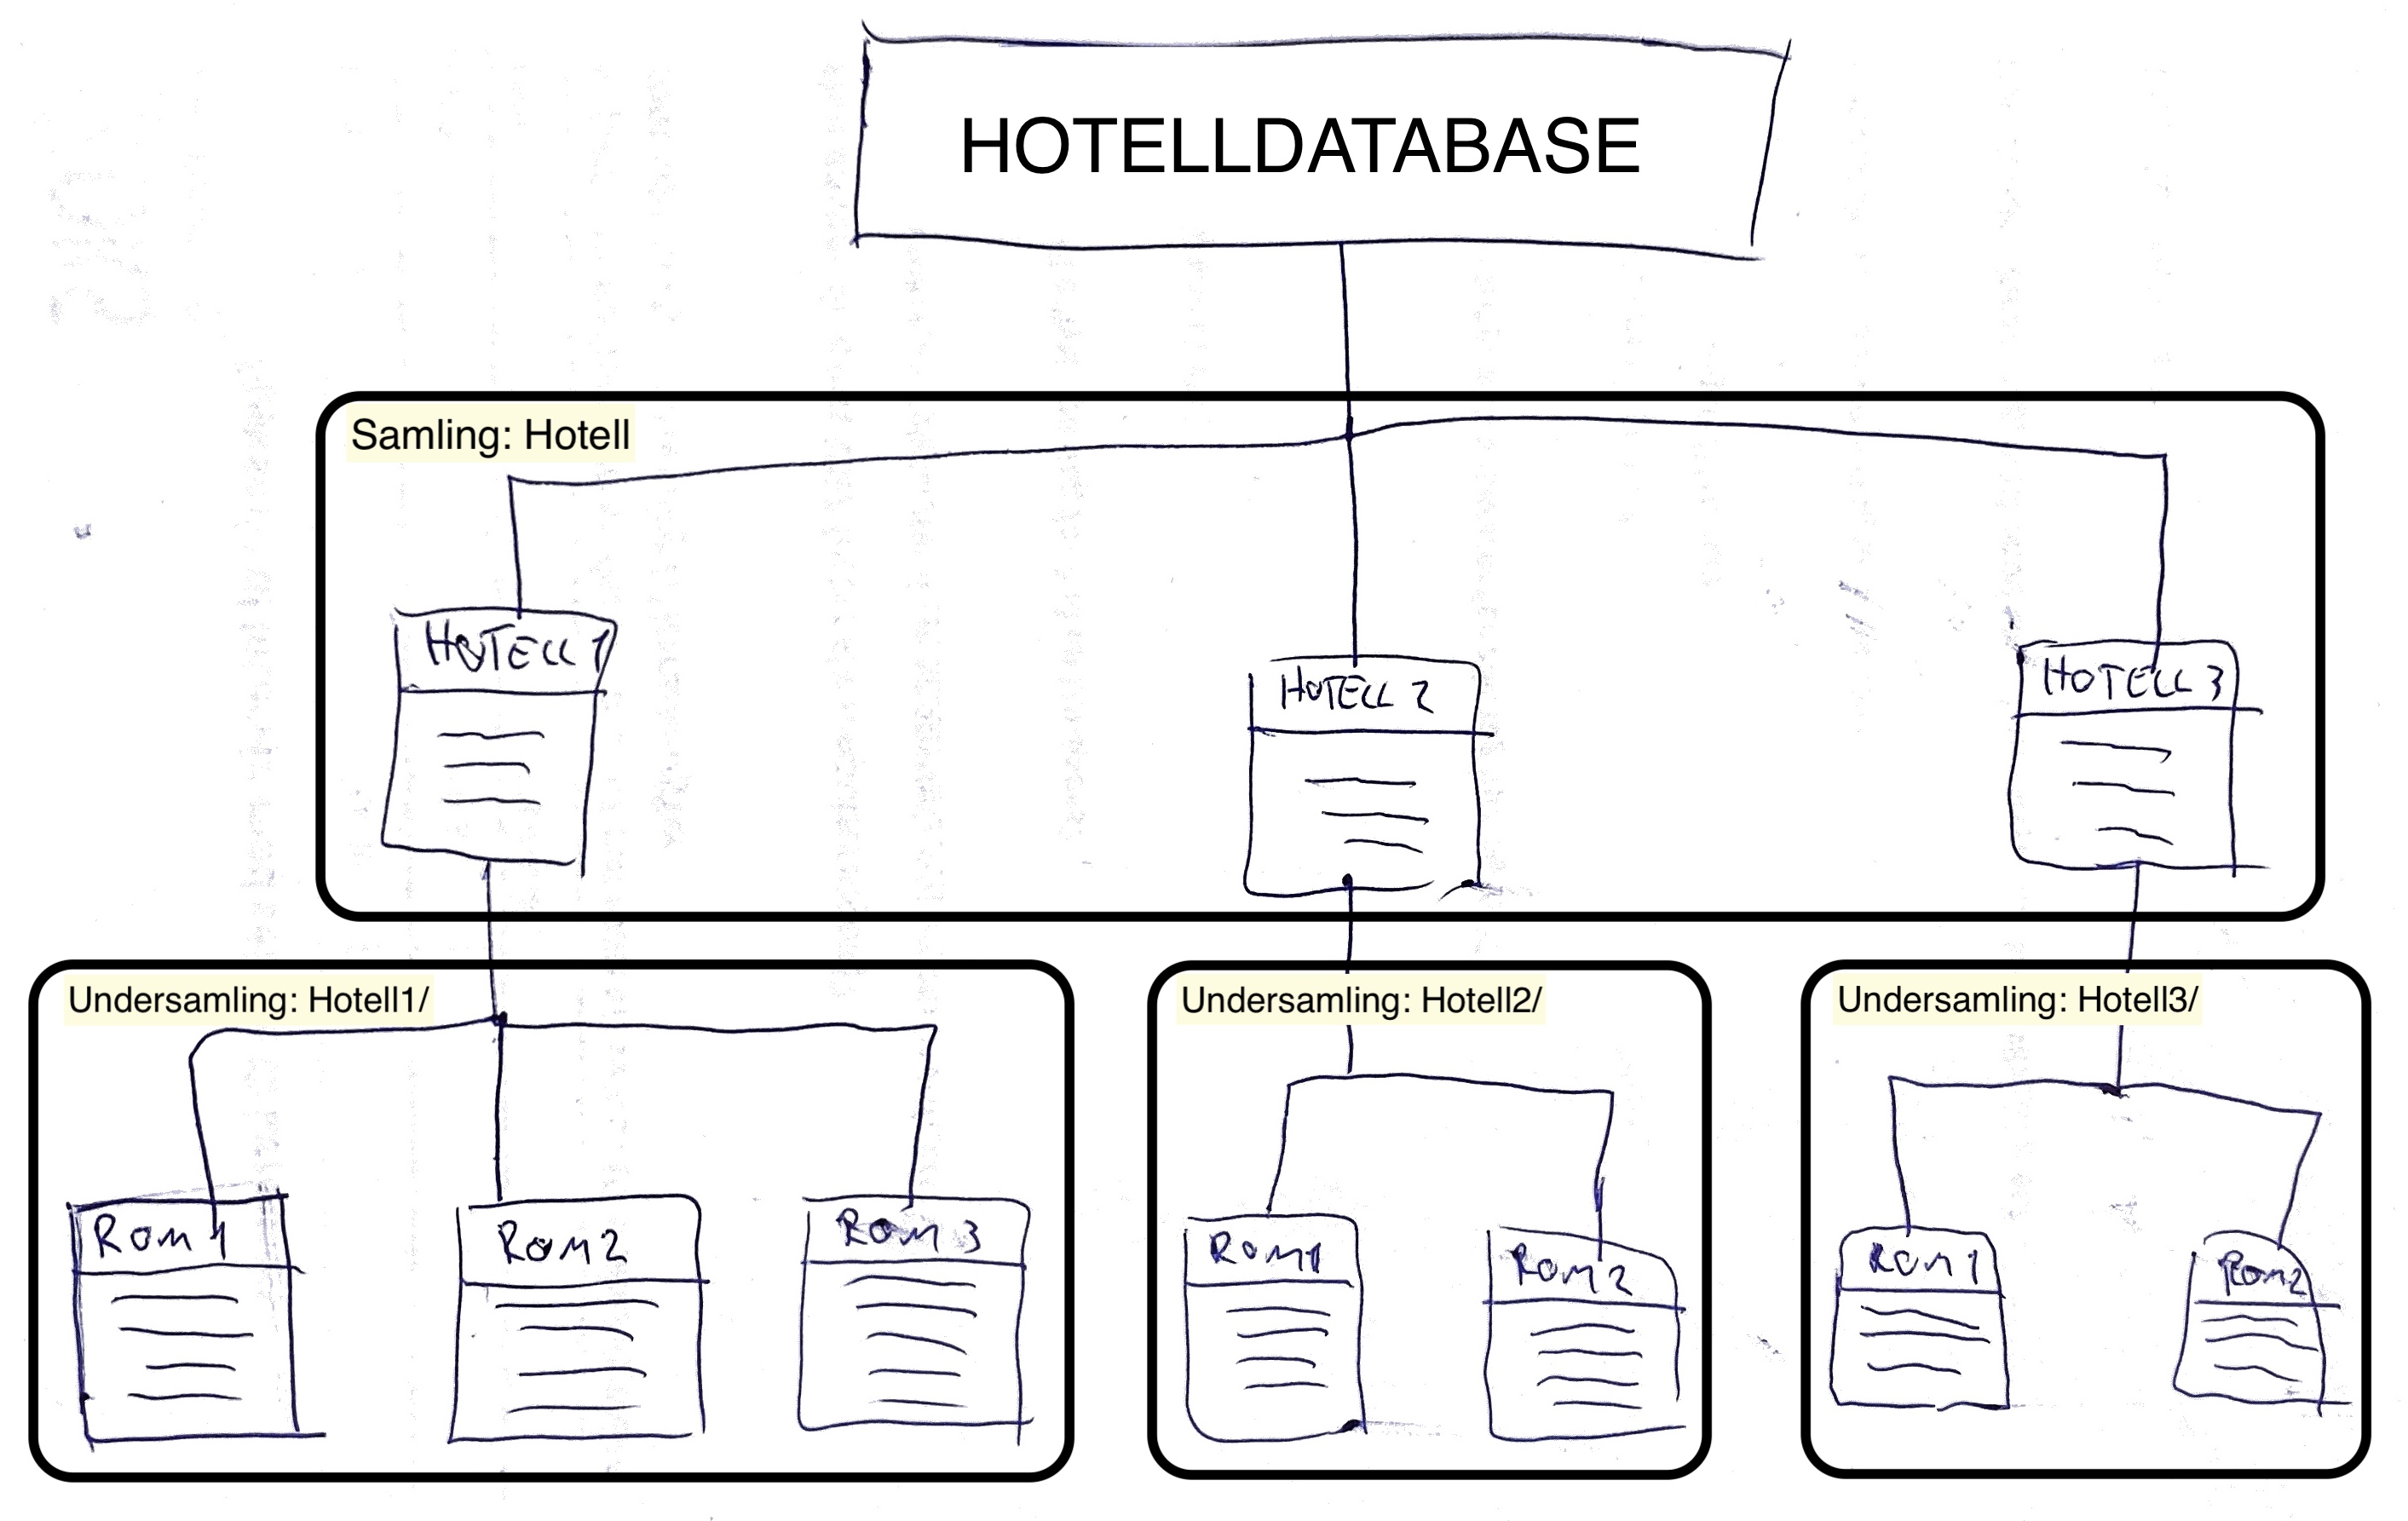 HOTELLDATABASE
Samling: Hotell
HOTELL 1
HOTELL 2
HOTELL 3
Undersamling: Hotell1/
Undersamling: Hotell2/
Undersamling: Hotell3/
ROM 1
ROM 2
ROM 3
ROM 1
ROM 2
ROM 1
ROM 2